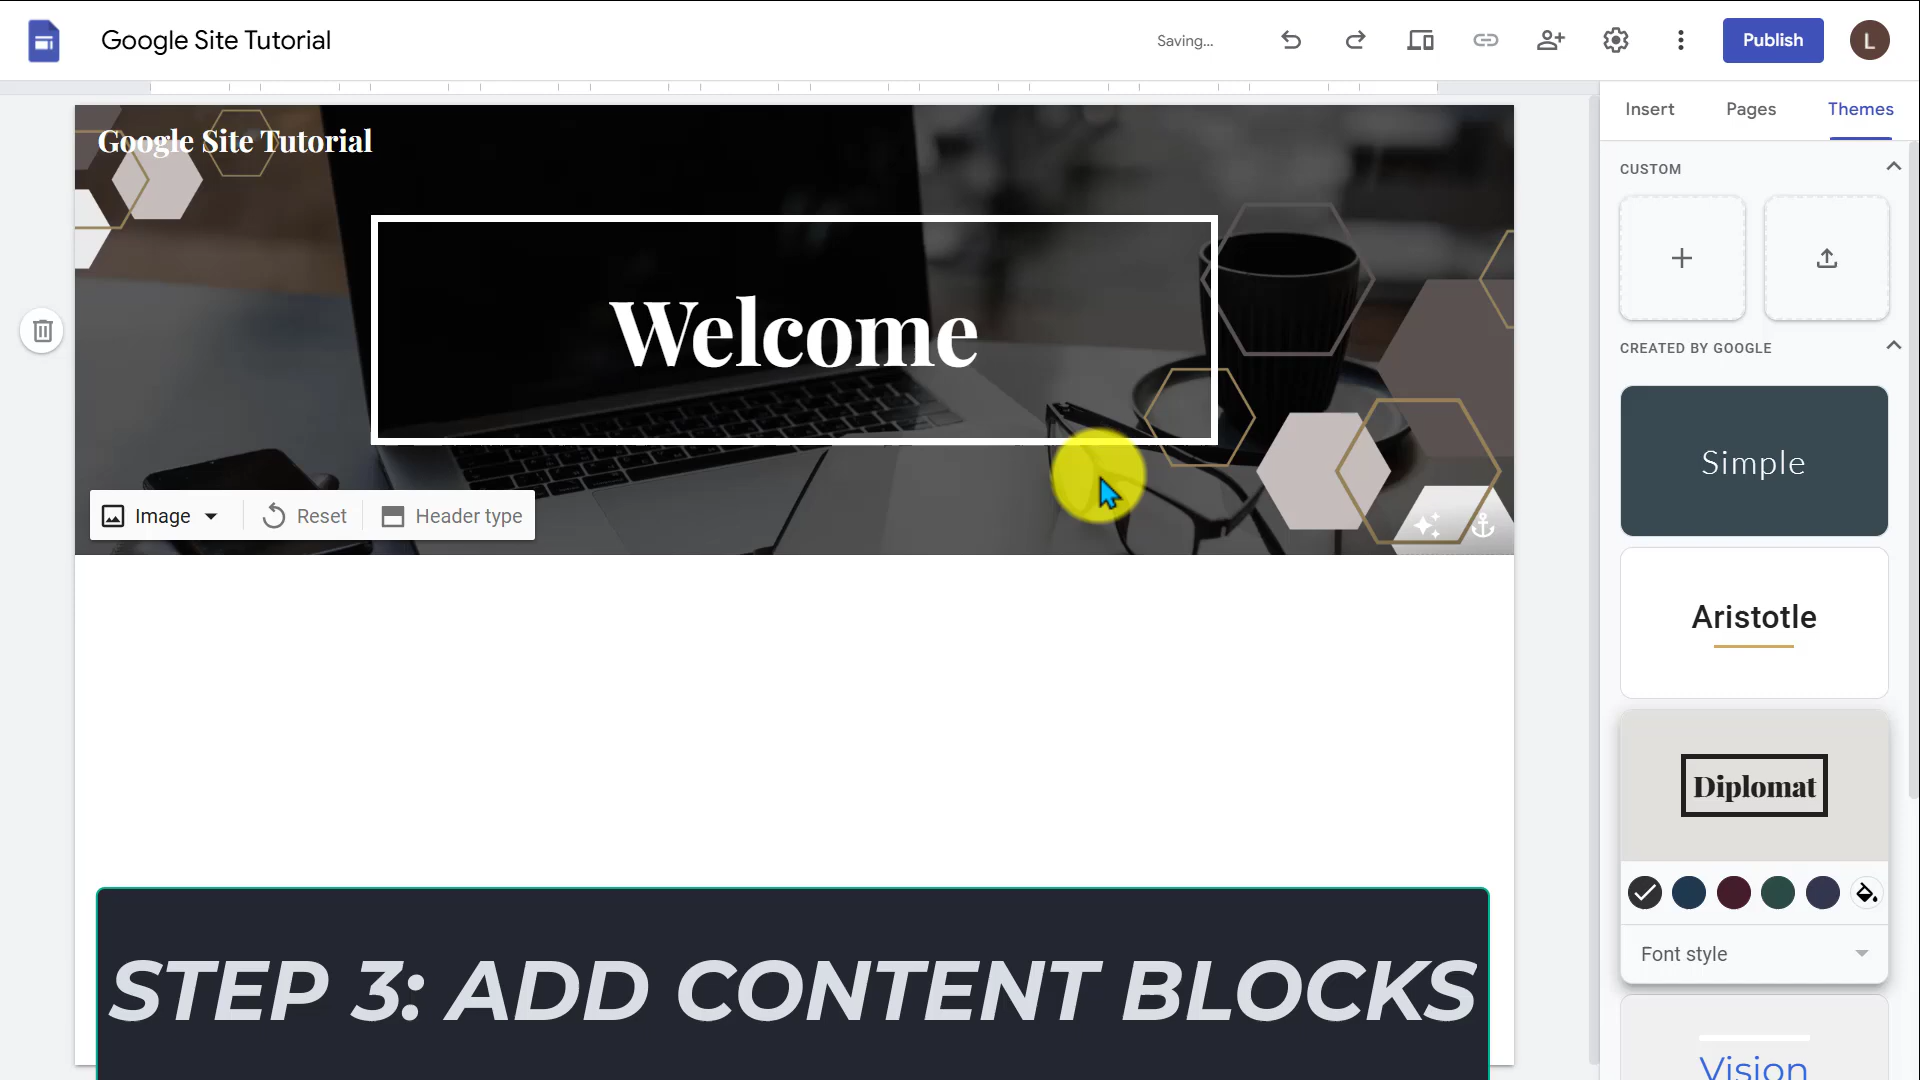 Google Site Tutorial
Saving...
Publish
L
Insert
Pages
Themes
Google Site Tutorial
Welcome
Image
Reset
Header type
CUSTOM
CREATED BY GOOGLE
Simple
Aristotle
Diplomat
Font style
Vision
STEP 3: ADD CONTENT BLOCKS